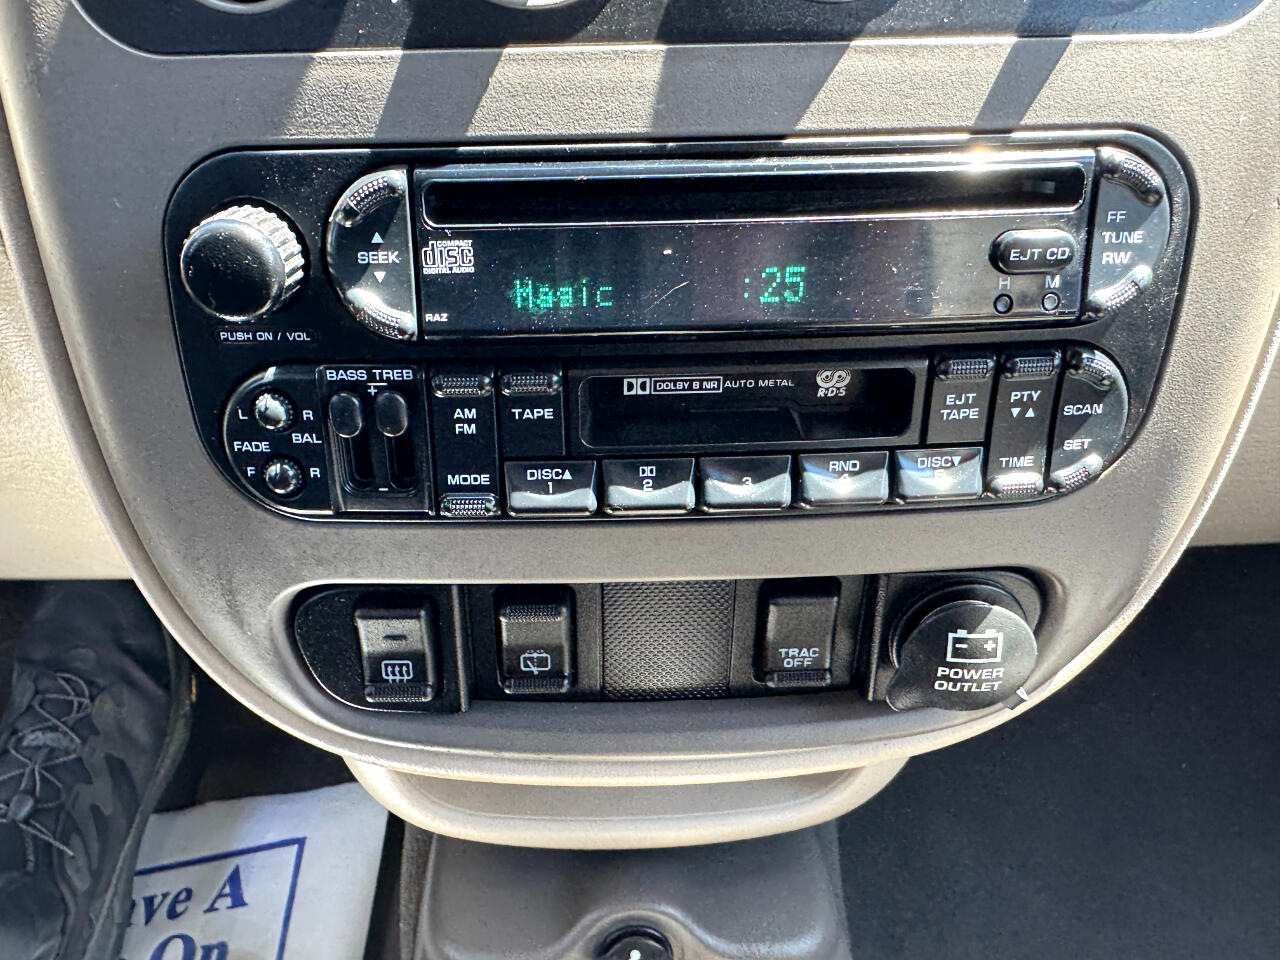 SEEK
COMPACT
disc
DIGITAL AUDIO
RAZ
Magic :25
FF
TUNE
RW
EJT CD
H M
PUSH ON / VOL
BASS TREB
+
-
L R
FADE BAL
F R
AM
FM
MODE
TAPE
DOLBY B NR AUTO METAL
R·D·S
EJT
TAPE
PTY
TIME
SCAN
SET
DISC▲
1
2
3
RND
4
DISC▼
TRAC
OFF
- +
POWER
OUTLET
ave A
On